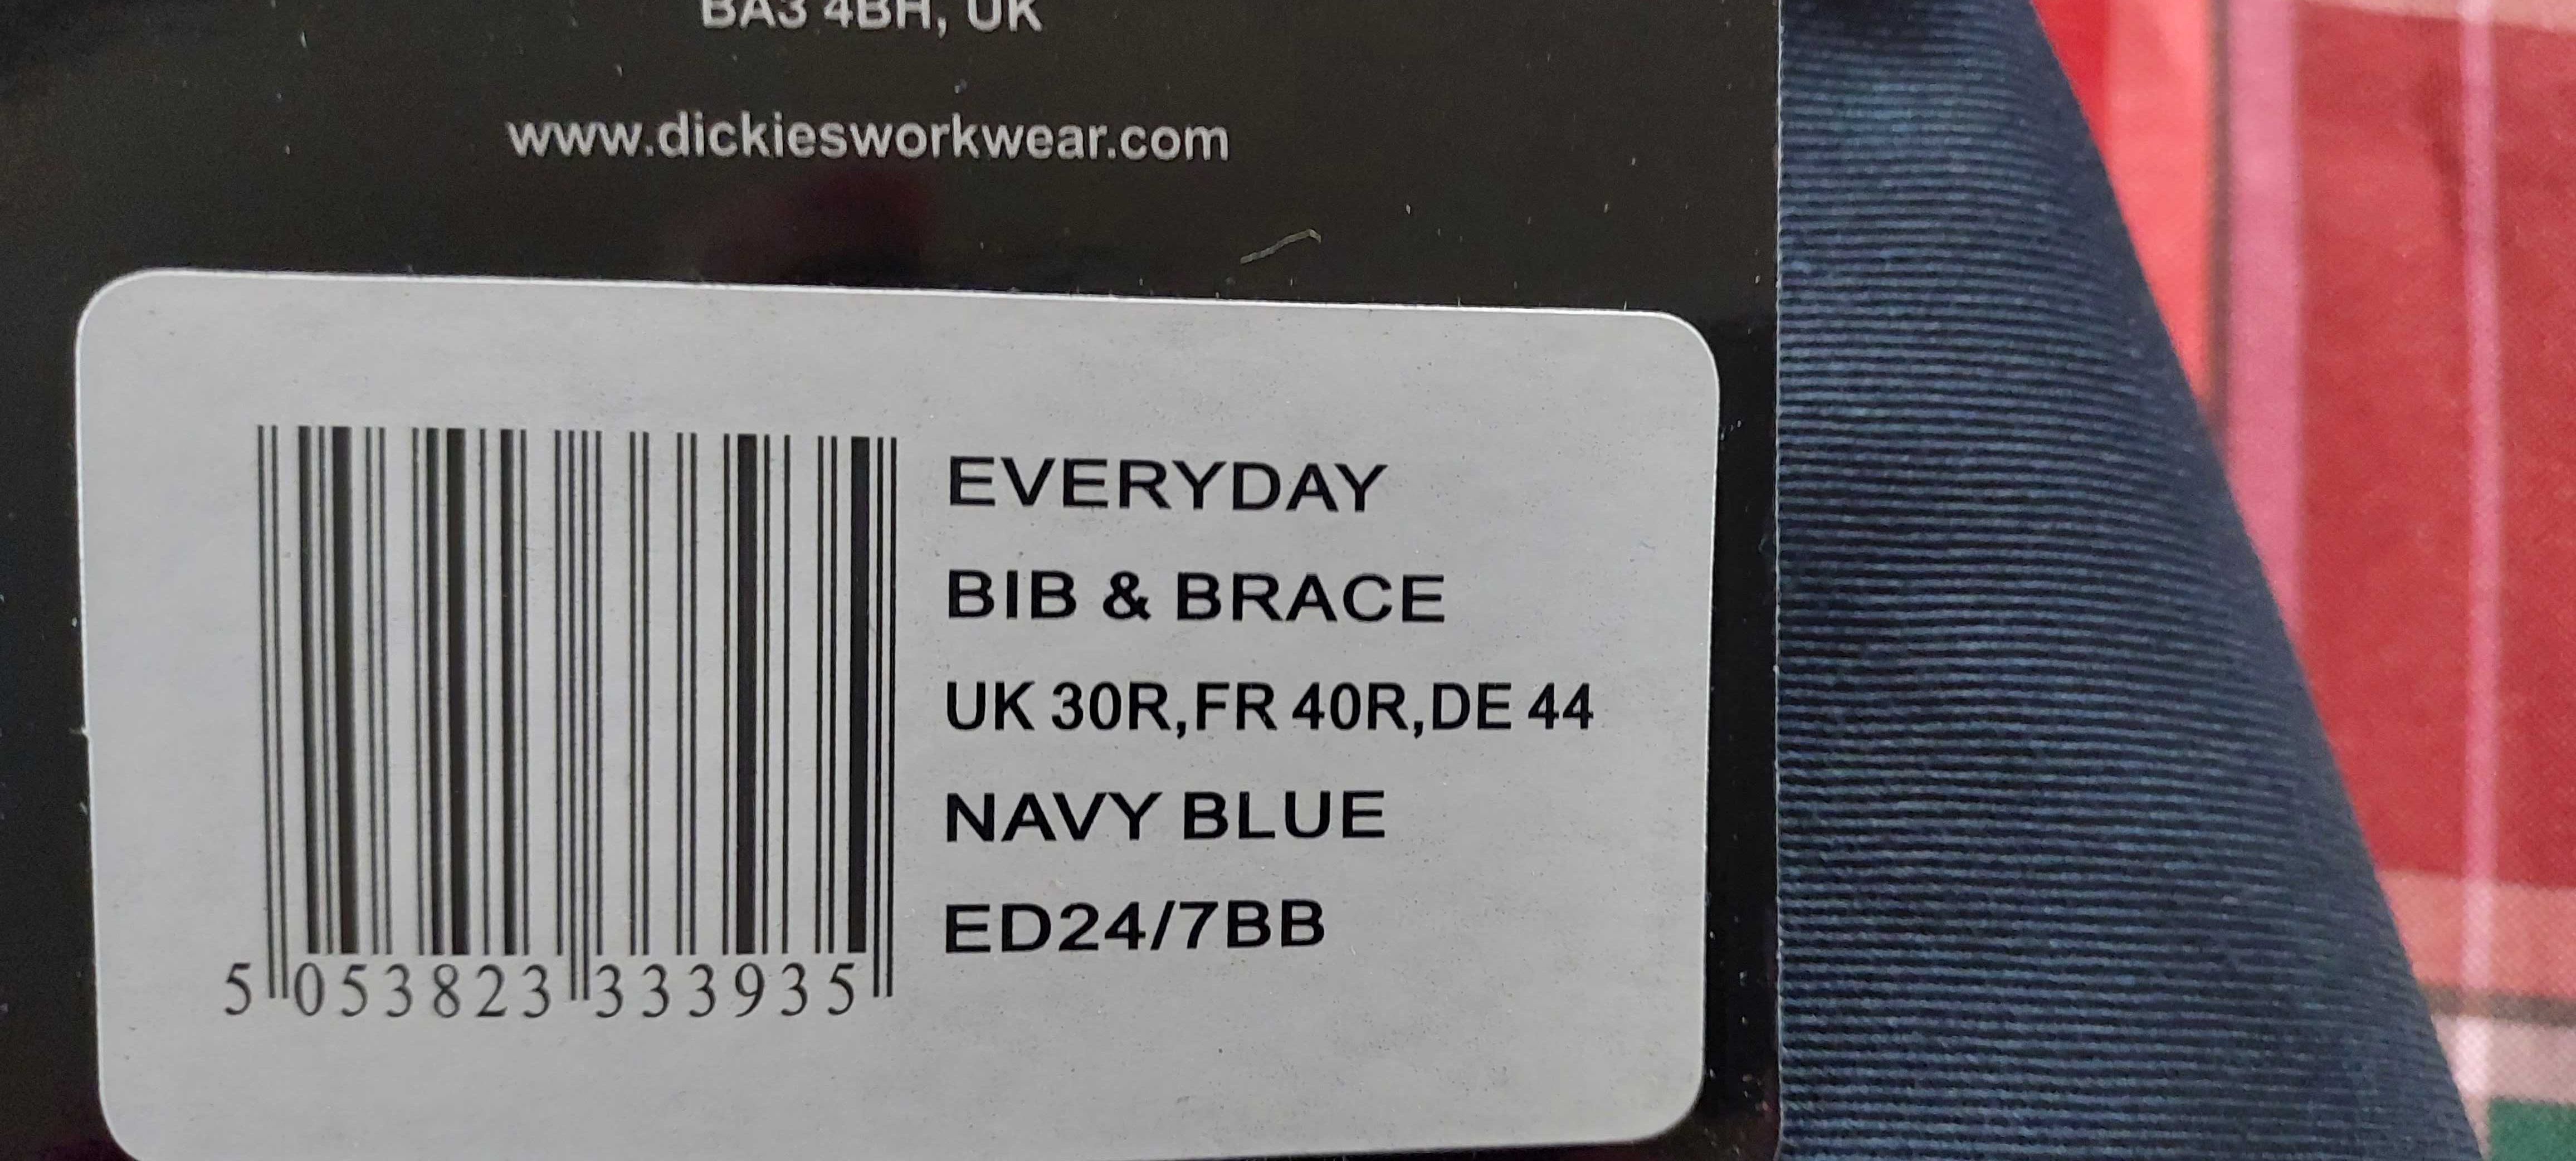 BA3 4BH, UK
www.dickiesworkwear.com
EVERYDAY
BIB & BRACE
UK 30R,FR 40R,DE 44
NAVY BLUE
ED24/7BB
5 053823 333935